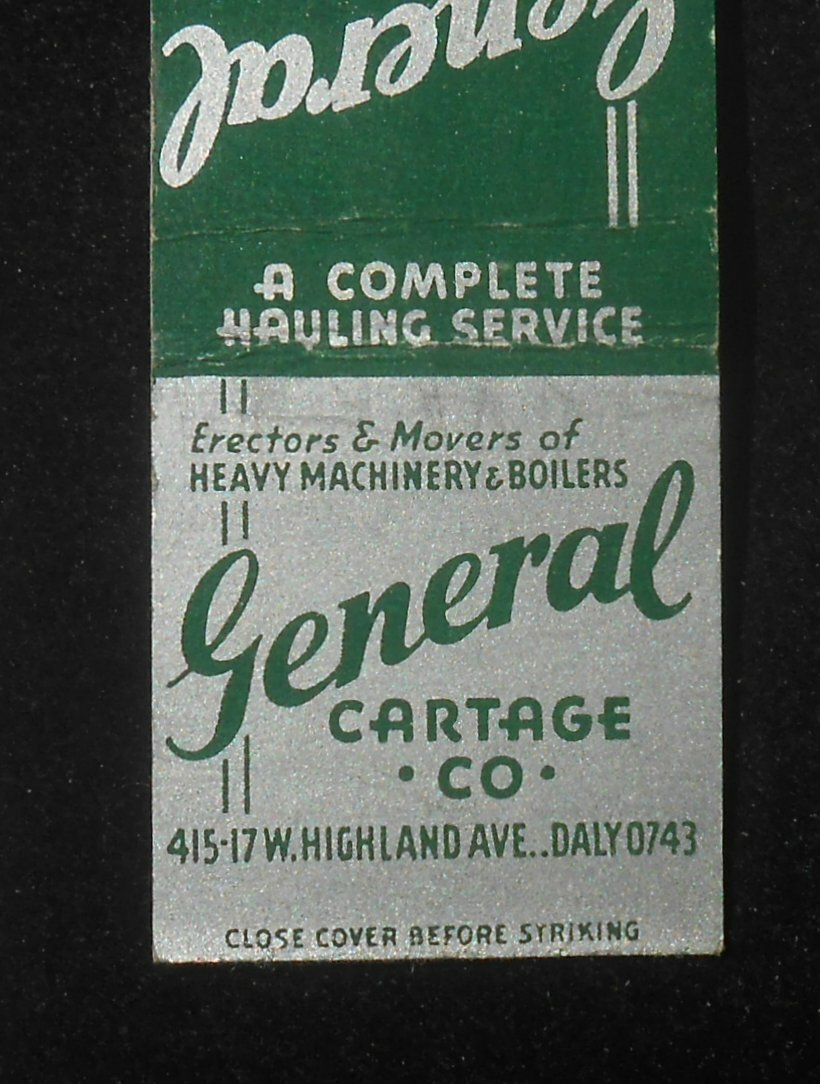 General
A COMPLETE
HAULING SERVICE
Erectors & Movers of
HEAVY MACHINERY & BOILERS
General
CARTAGE
• CO •
415-17 W. HIGHLAND AVE..DALY 0743
CLOSE COVER BEFORE STRIKING